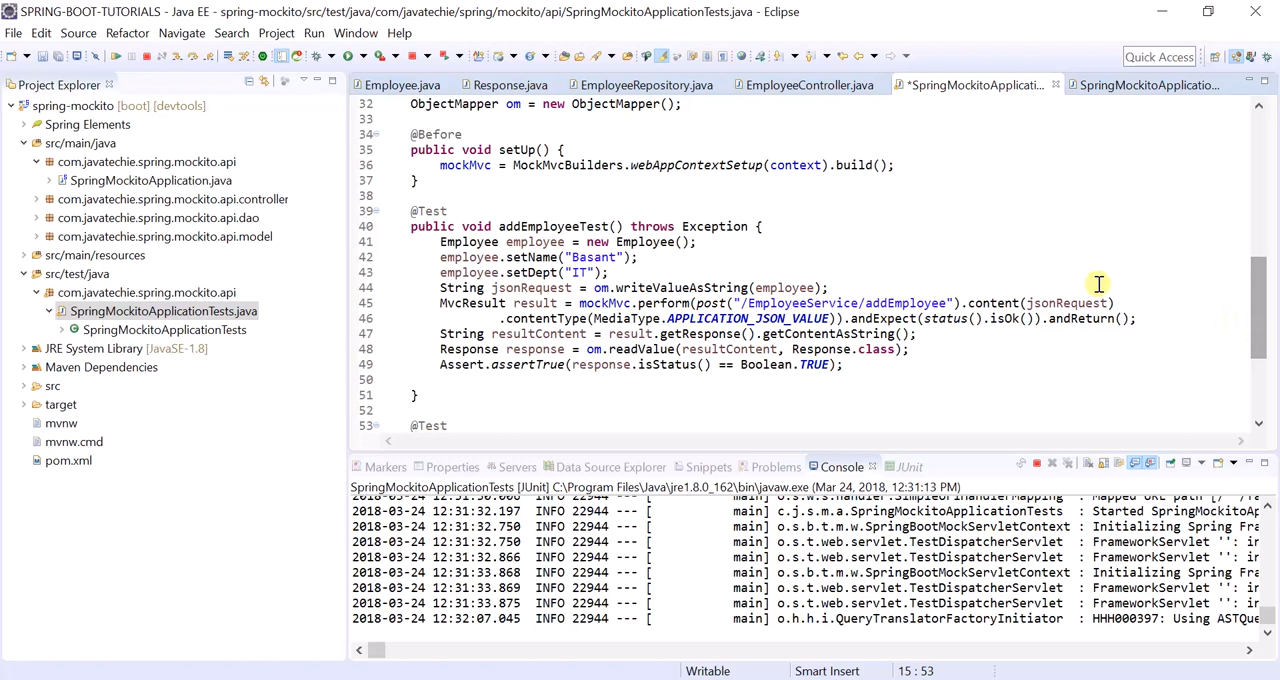 SPRING-BOOT-TUTORIALS - Java EE - spring-mockito/src/test/java/com/javatechie/spring/mockito/api/SpringMockitoApplicationTests.java - Eclipse
File Edit Source Refactor Navigate Search Project Run Window Help
Quick Access
Project Explorer
spring-mockito [boot] [devtools]
Spring Elements
src/main/java
com.javatechie.spring.mockito.api
SpringMockitoApplication.java
com.javatechie.spring.mockito.api.controller
com.javatechie.spring.mockito.api.dao
com.javatechie.spring.mockito.api.model
src/main/resources
src/test/java
com.javatechie.spring.mockito.api
SpringMockitoApplicationTests.java
SpringMockitoApplicationTests
JRE System Library [JavaSE-1.8]
Maven Dependencies
src
target
mvnw
mvnw.cmd
pom.xml
Employee.java Response.java EmployeeRepository.java EmployeeController.java *SpringMockitoApplicati... SpringMockitoApplicatio...
32 ObjectMapper om = new ObjectMapper();
33
34 @Before
35 public void setUp() {
36 mockMvc = MockMvcBuilders.webAppContextSetup(context).build();
37 }
38
39 @Test
40 public void addEmployeeTest() throws Exception {
41 Employee employee = new Employee();
42 employee.setName("Basant");
43 employee.setDept("IT");
44 String jsonRequest = om.writeValueAsString(employee);
45 MvcResult result = mockMvc.perform(post("/EmployeeService/addEmployee").content(jsonRequest)
46 .contentType(MediaType.APPLICATION_JSON_VALUE)).andExpect(status().isOk()).andReturn();
47 String resultContent = result.getResponse().getContentAsString();
48 Response response = om.readValue(resultContent, Response.class);
49 Assert.assertTrue(response.isStatus() == Boolean.TRUE);
50
51 }
52
53 @Test
Markers Properties Servers Data Source Explorer Snippets Problems Console JUnit
SpringMockitoApplicationTests [JUnit] C:\Program Files\Java\jre1.8.0_162\bin\javaw.exe (Mar 24, 2018, 12:31:13 PM)
2018-03-24 12:31:32.197 INFO 22944 --- [ main] c.j.s.m.a.SpringMockitoApplicationTests : Started SpringMockitoAp
2018-03-24 12:31:32.750 INFO 22944 --- [ main] o.s.b.t.m.w.SpringBootMockServletContext : Initializing Spring Fra
2018-03-24 12:31:32.750 INFO 22944 --- [ main] o.s.t.web.servlet.TestDispatcherServlet : FrameworkServlet '': in
2018-03-24 12:31:32.866 INFO 22944 --- [ main] o.s.t.web.servlet.TestDispatcherServlet : FrameworkServlet '': in
2018-03-24 12:31:33.868 INFO 22944 --- [ main] o.s.b.t.m.w.SpringBootMockServletContext : Initializing Spring Fra
2018-03-24 12:31:33.869 INFO 22944 --- [ main] o.s.t.web.servlet.TestDispatcherServlet : FrameworkServlet '': in
2018-03-24 12:31:33.875 INFO 22944 --- [ main] o.s.t.web.servlet.TestDispatcherServlet : FrameworkServlet '': in
2018-03-24 12:32:07.045 INFO 22944 --- [ main] o.h.h.i.QueryTranslatorFactoryInitiator : HHH000397: Using ASTQue
Writable Smart Insert 15 : 53